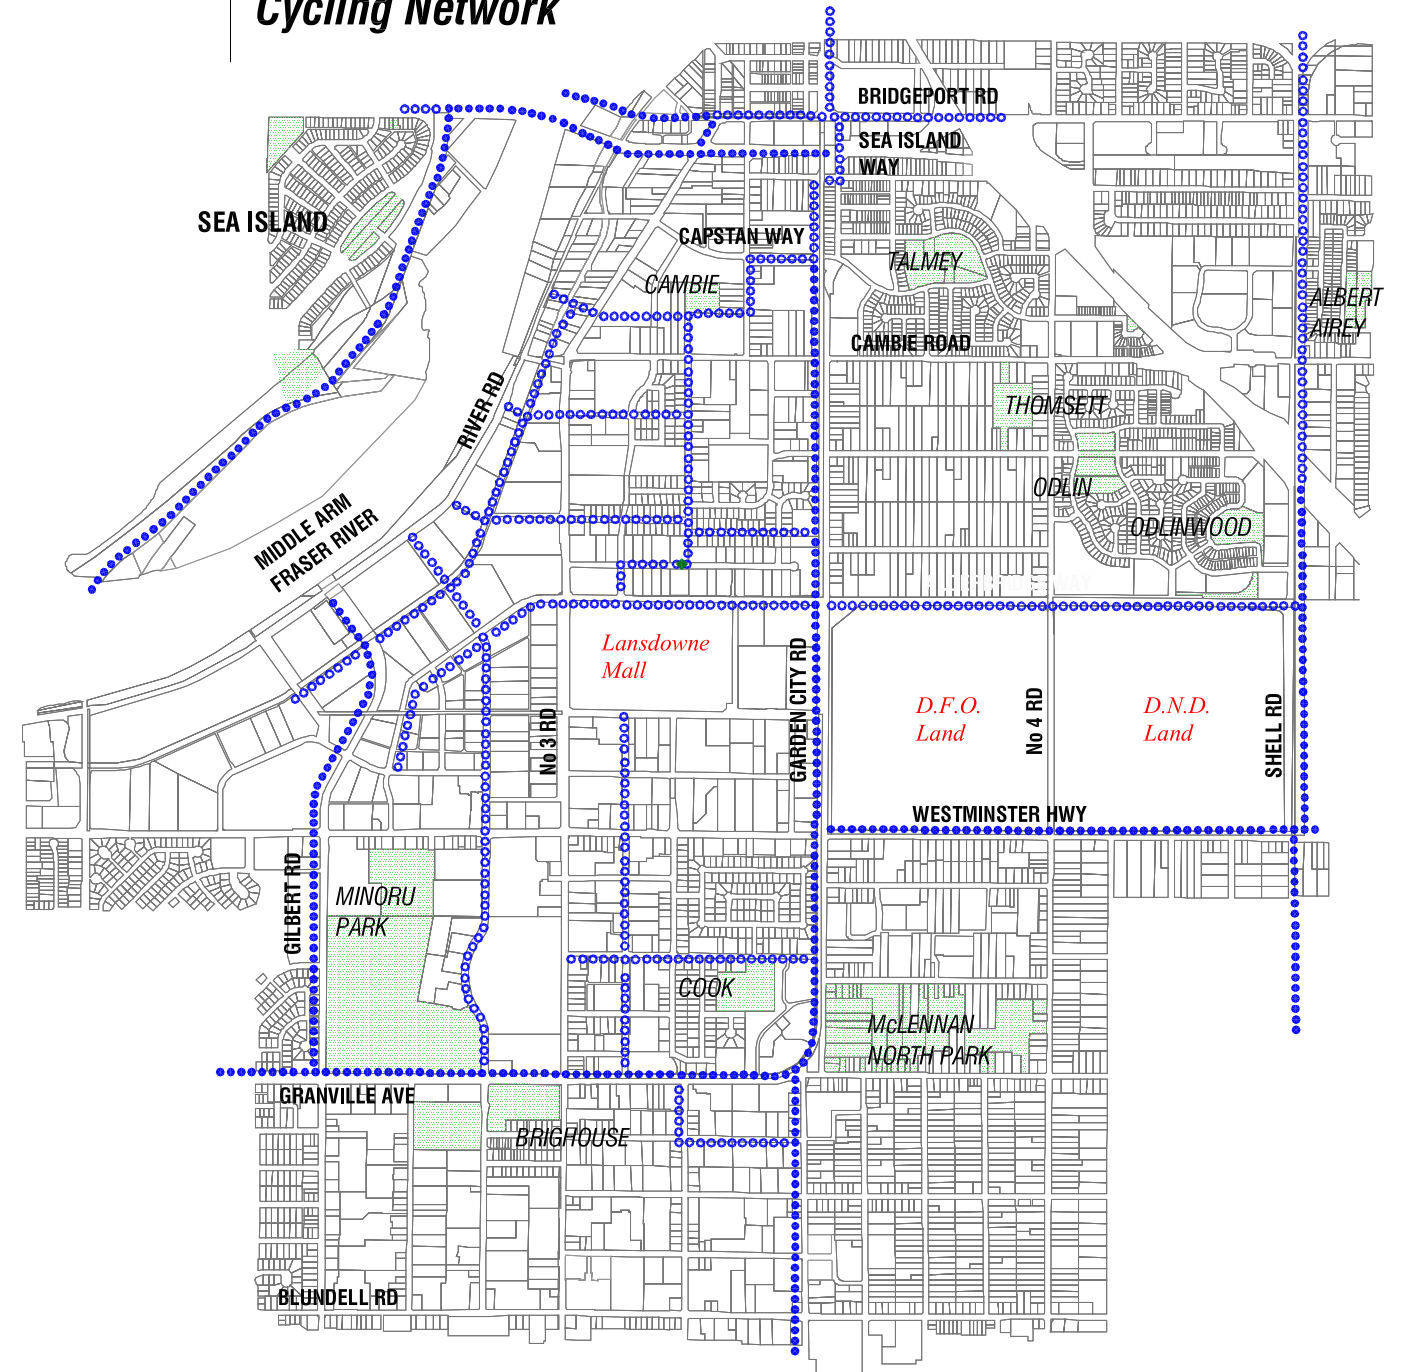 Cycling Network
BRIDGEPORT RD
SEA ISLAND
WAY
SEA ISLAND
CAPSTAN WAY
TALMEY
CAMBIE
ALBERT
AIREY
CAMBIE ROAD
RIVER RD
THOMSETT
ODLIN
ODLINWOOD
MIDDLE ARM
FRASER RIVER
ALDERBRIDGE WAY
Lansdowne
Mall
GARDEN CITY RD
D.F.O.
Land
No 4 RD
D.N.D.
Land
SHELL RD
No 3 RD
WESTMINSTER HWY
GILBERT RD
MINORU
PARK
COOK
McLENNAN
NORTH PARK
GRANVILLE AVE
BRIGHOUSE
BLUNDELL RD